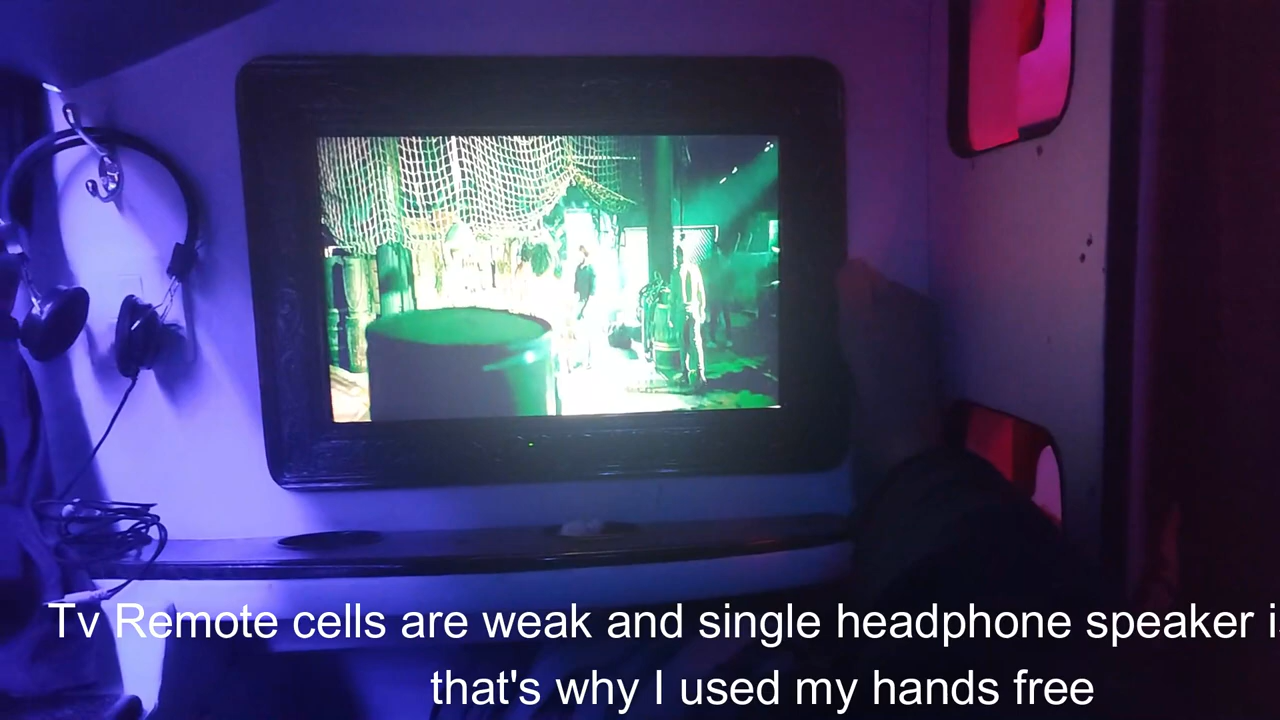 Tv Remote cells are weak and single headphone speaker
that's why I used my hands free